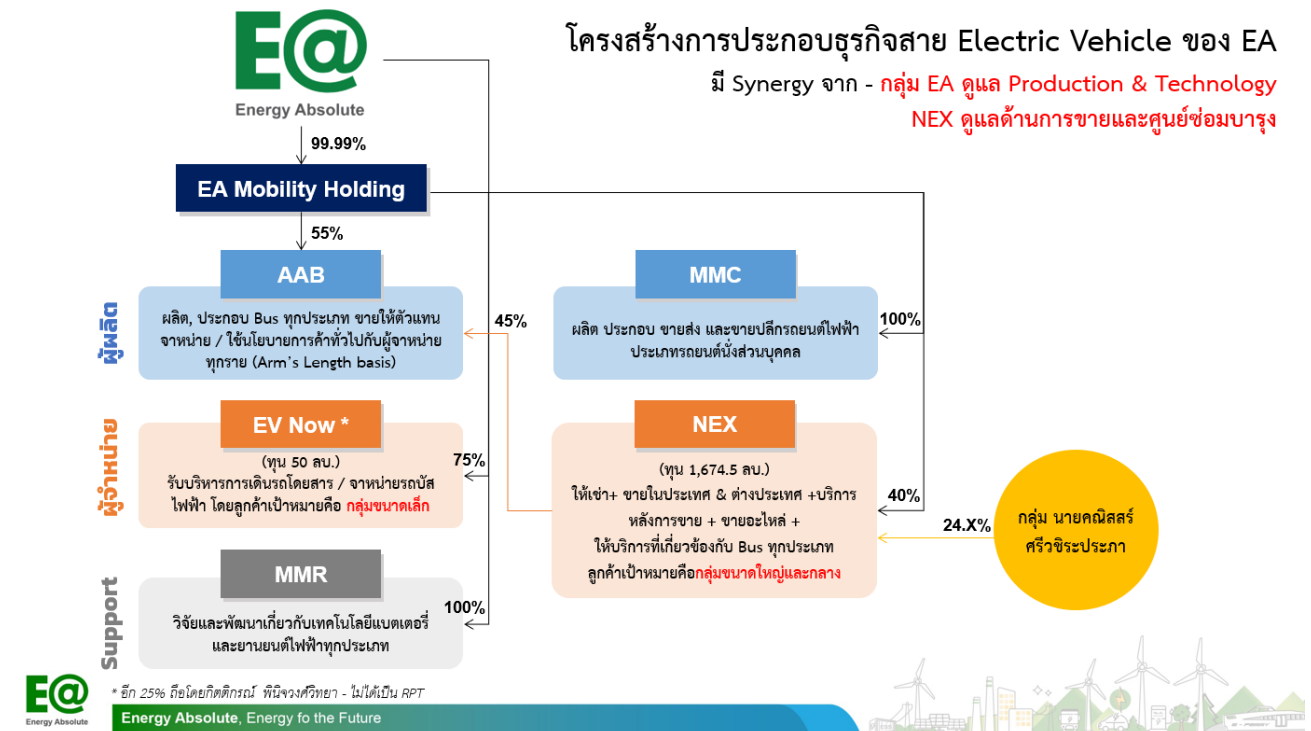 E@
Energy Absolute
โครงสร้างการประกอบธุรกิจสาย Electric Vehicle ของ EA
มี Synergy จาก - กลุ่ม EA ดูแล Production & Technology
NEX ดูแลด้านการขายและศูนย์ซ่อมบารุง
99.99%
EA Mobility Holding
55%
ผู้ผลิต
AAB
ผลิต, ประกอบ Bus ทุกประเภท ขายให้ตัวแทน
จาหน่าย / ใช้นโยบายการค้าทั่วไปกับผู้จาหน่าย
ทุกราย (Arm's Length basis)
45%
MMC
ผลิต ประกอบ ขายส่ง และขายปลีกรถยนต์ไฟฟ้า
ประเภทรถยนต์นั่งส่วนบุคคล
100%
ผู้จำหน่าย
EV Now *
(ทุน 50 ลบ.)
รับบริหารการเดินรถโดยสาร / จาหน่ายรถบัส
ไฟฟ้า โดยลูกค้าเป้าหมายคือ กลุ่มขนาดเล็ก
75%
NEX
(ทุน 1,674.5 ลบ.)
ให้เช่า+ ขายในประเทศ & ต่างประเทศ +บริการ
หลังการขาย + ขายอะไหล่ +
ให้บริการที่เกี่ยวข้องกับ Bus ทุกประเภท
ลูกค้าเป้าหมายคือกลุ่มขนาดใหญ่และกลาง
40%
24.X%
กลุ่ม นายคณิสสร์
ศรีวชิระประภา
Support
MMR
วิจัยและพัฒนาเกี่ยวกับเทคโนโลยีแบตเตอรี่
และยานยนต์ไฟฟ้าทุกประเภท
100%
* อีก 25% ถือโดยกิตติกรณ์ พินิจวงศ์วิทยา - ไม่ได้เป็น RPT
E@
Energy Absolute
Energy Absolute, Energy fo the Future